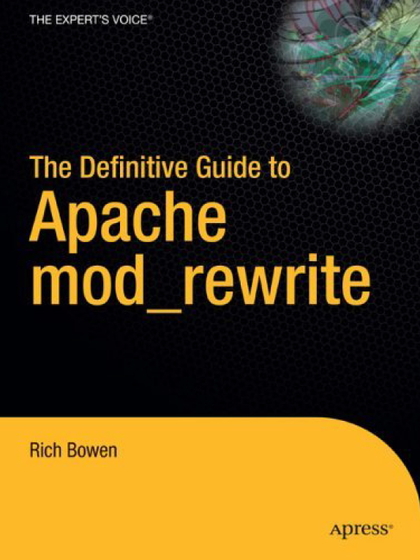 THE EXPERT'S VOICE®
The Definitive Guide to
Apache
mod_rewrite
Rich Bowen
Apress®